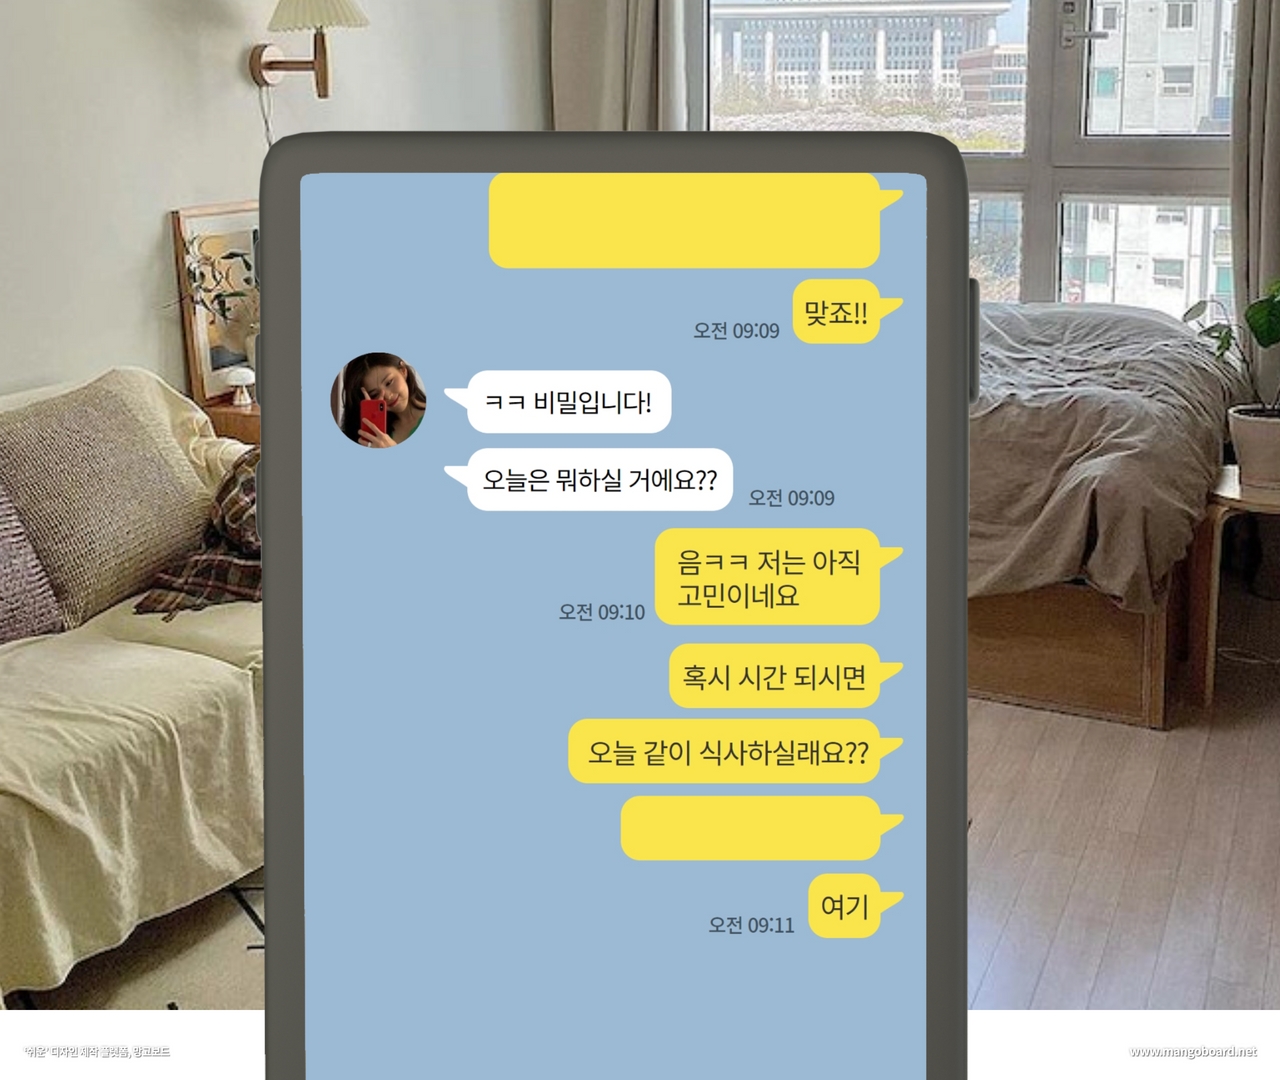 맞죠!!
오전 09:09
ㅋㅋ 비밀입니다!
오늘은 뭐하실 거에요??
오전 09:09
음ㅋㅋ 저는 아직
고민이네요
오전 09:10
혹시 시간 되시면
오늘 같이 식사하실래요??
여기
오전 09:11
'쉬운' 디자인 제작 플랫폼, 망고보드
www.mangoboard.net